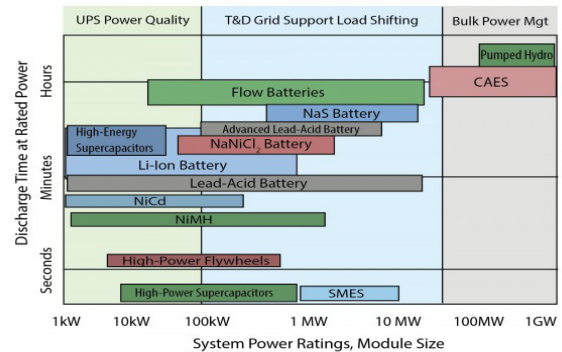 UPS Power Quality
T&D Grid Support Load Shifting
Bulk Power Mgt
Discharge Time at Rated Power
Hours
Minutes
Seconds
Pumped Hydro
CAES
Flow Batteries
NaS Battery
Advanced Lead-Acid Battery
High-Energy
Supercapacitors
NaNiCl2 Battery
Li-Ion Battery
Lead-Acid Battery
NiCd
NiMH
High-Power Flywheels
High-Power Supercapacitors
SMES
1kW
10kW
100kW
1 MW
10 MW
100MW
1GW
System Power Ratings, Module Size